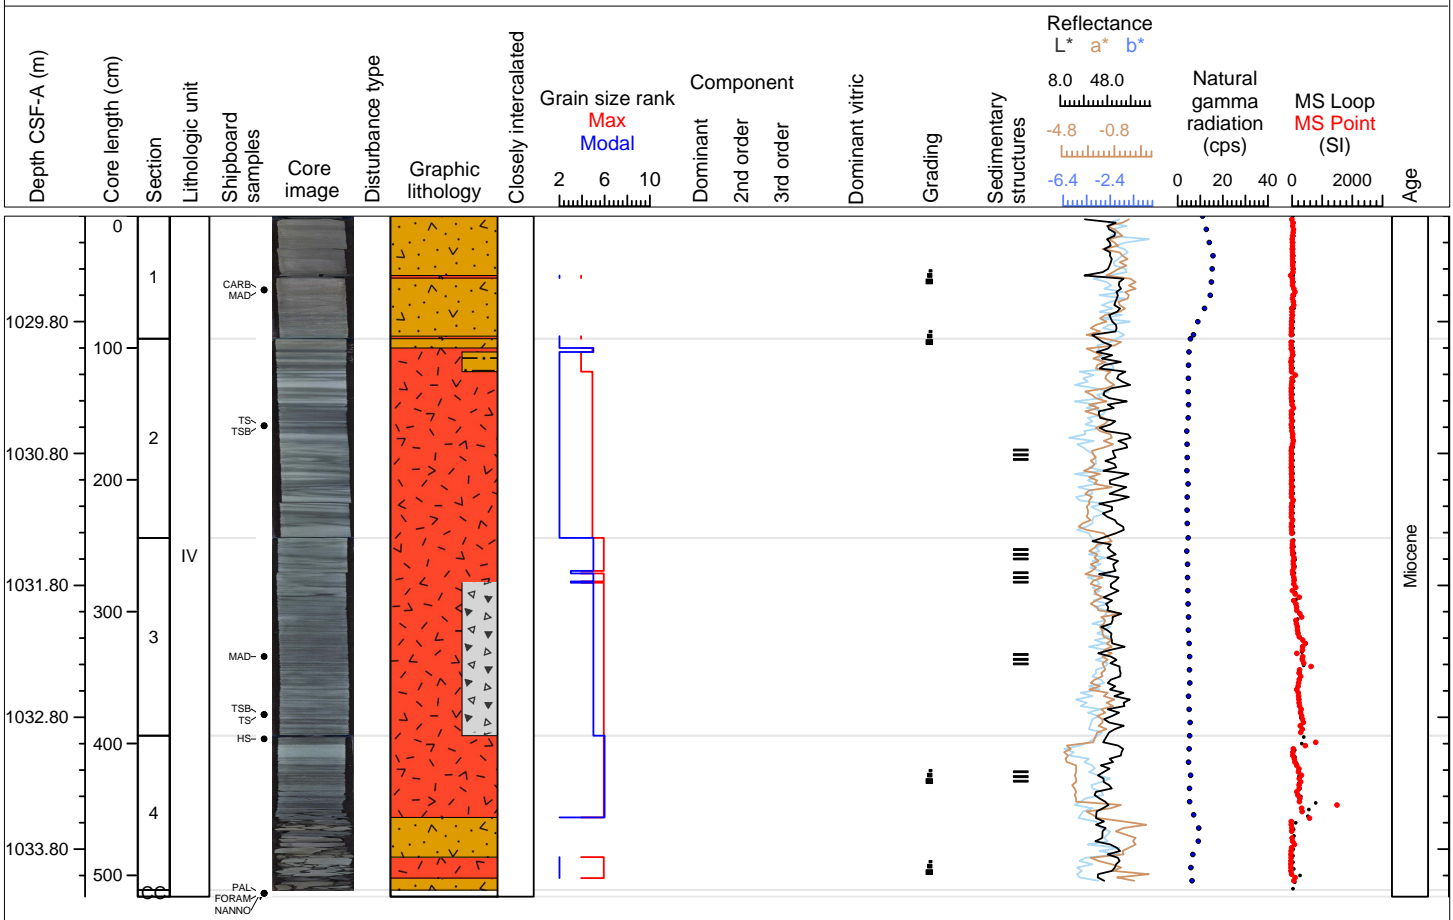 Depth CSF-A (m)
Core length (cm)
Section
Lithologic unit
Shipboard
samples
Core
image
Disturbance type
Graphic
lithology
Closely intercalated
Grain size rank
Max
Modal
2 6 10
Component
Dominant
2nd order
3rd order
Dominant vitric
Grading
Sedimentary
structures
Reflectance
L* a* b*
8.0 48.0
-4.8 -0.8
-6.4 -2.4
Natural
gamma
radiation
(cps)
0 20 40
MS Loop
MS Point
(SI)
0 2000
Age
0
1
CARB
MAD
1029.80
100
TS
TSB
2
1030.80
200
IV
Miocene
1031.80
300
3
MAD
TSB
TS
1032.80
HS
400
4
1033.80
500
CC
PAL
FORAM
NANNO